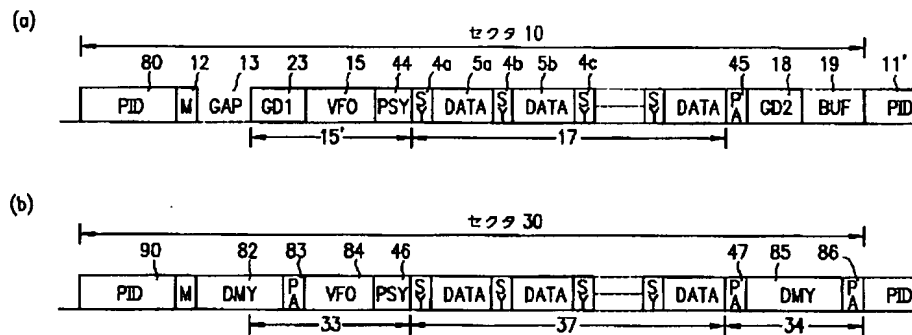 (a)
セクタ 10
80 12 13 23 15 44 4a 5a 4b 5b 4c 45 18 19 11'
PID M GAP GD1 VFO PSY SY DATA SY DATA SY SY DATA PA GD2 BUF PID
15' 17
(b)
セクタ 30
90 82 83 84 46 47 85 86
PID M DMY PA VFO PSY SY DATA SY DATA SY SY DATA PA DMY PA PID
33 37 34